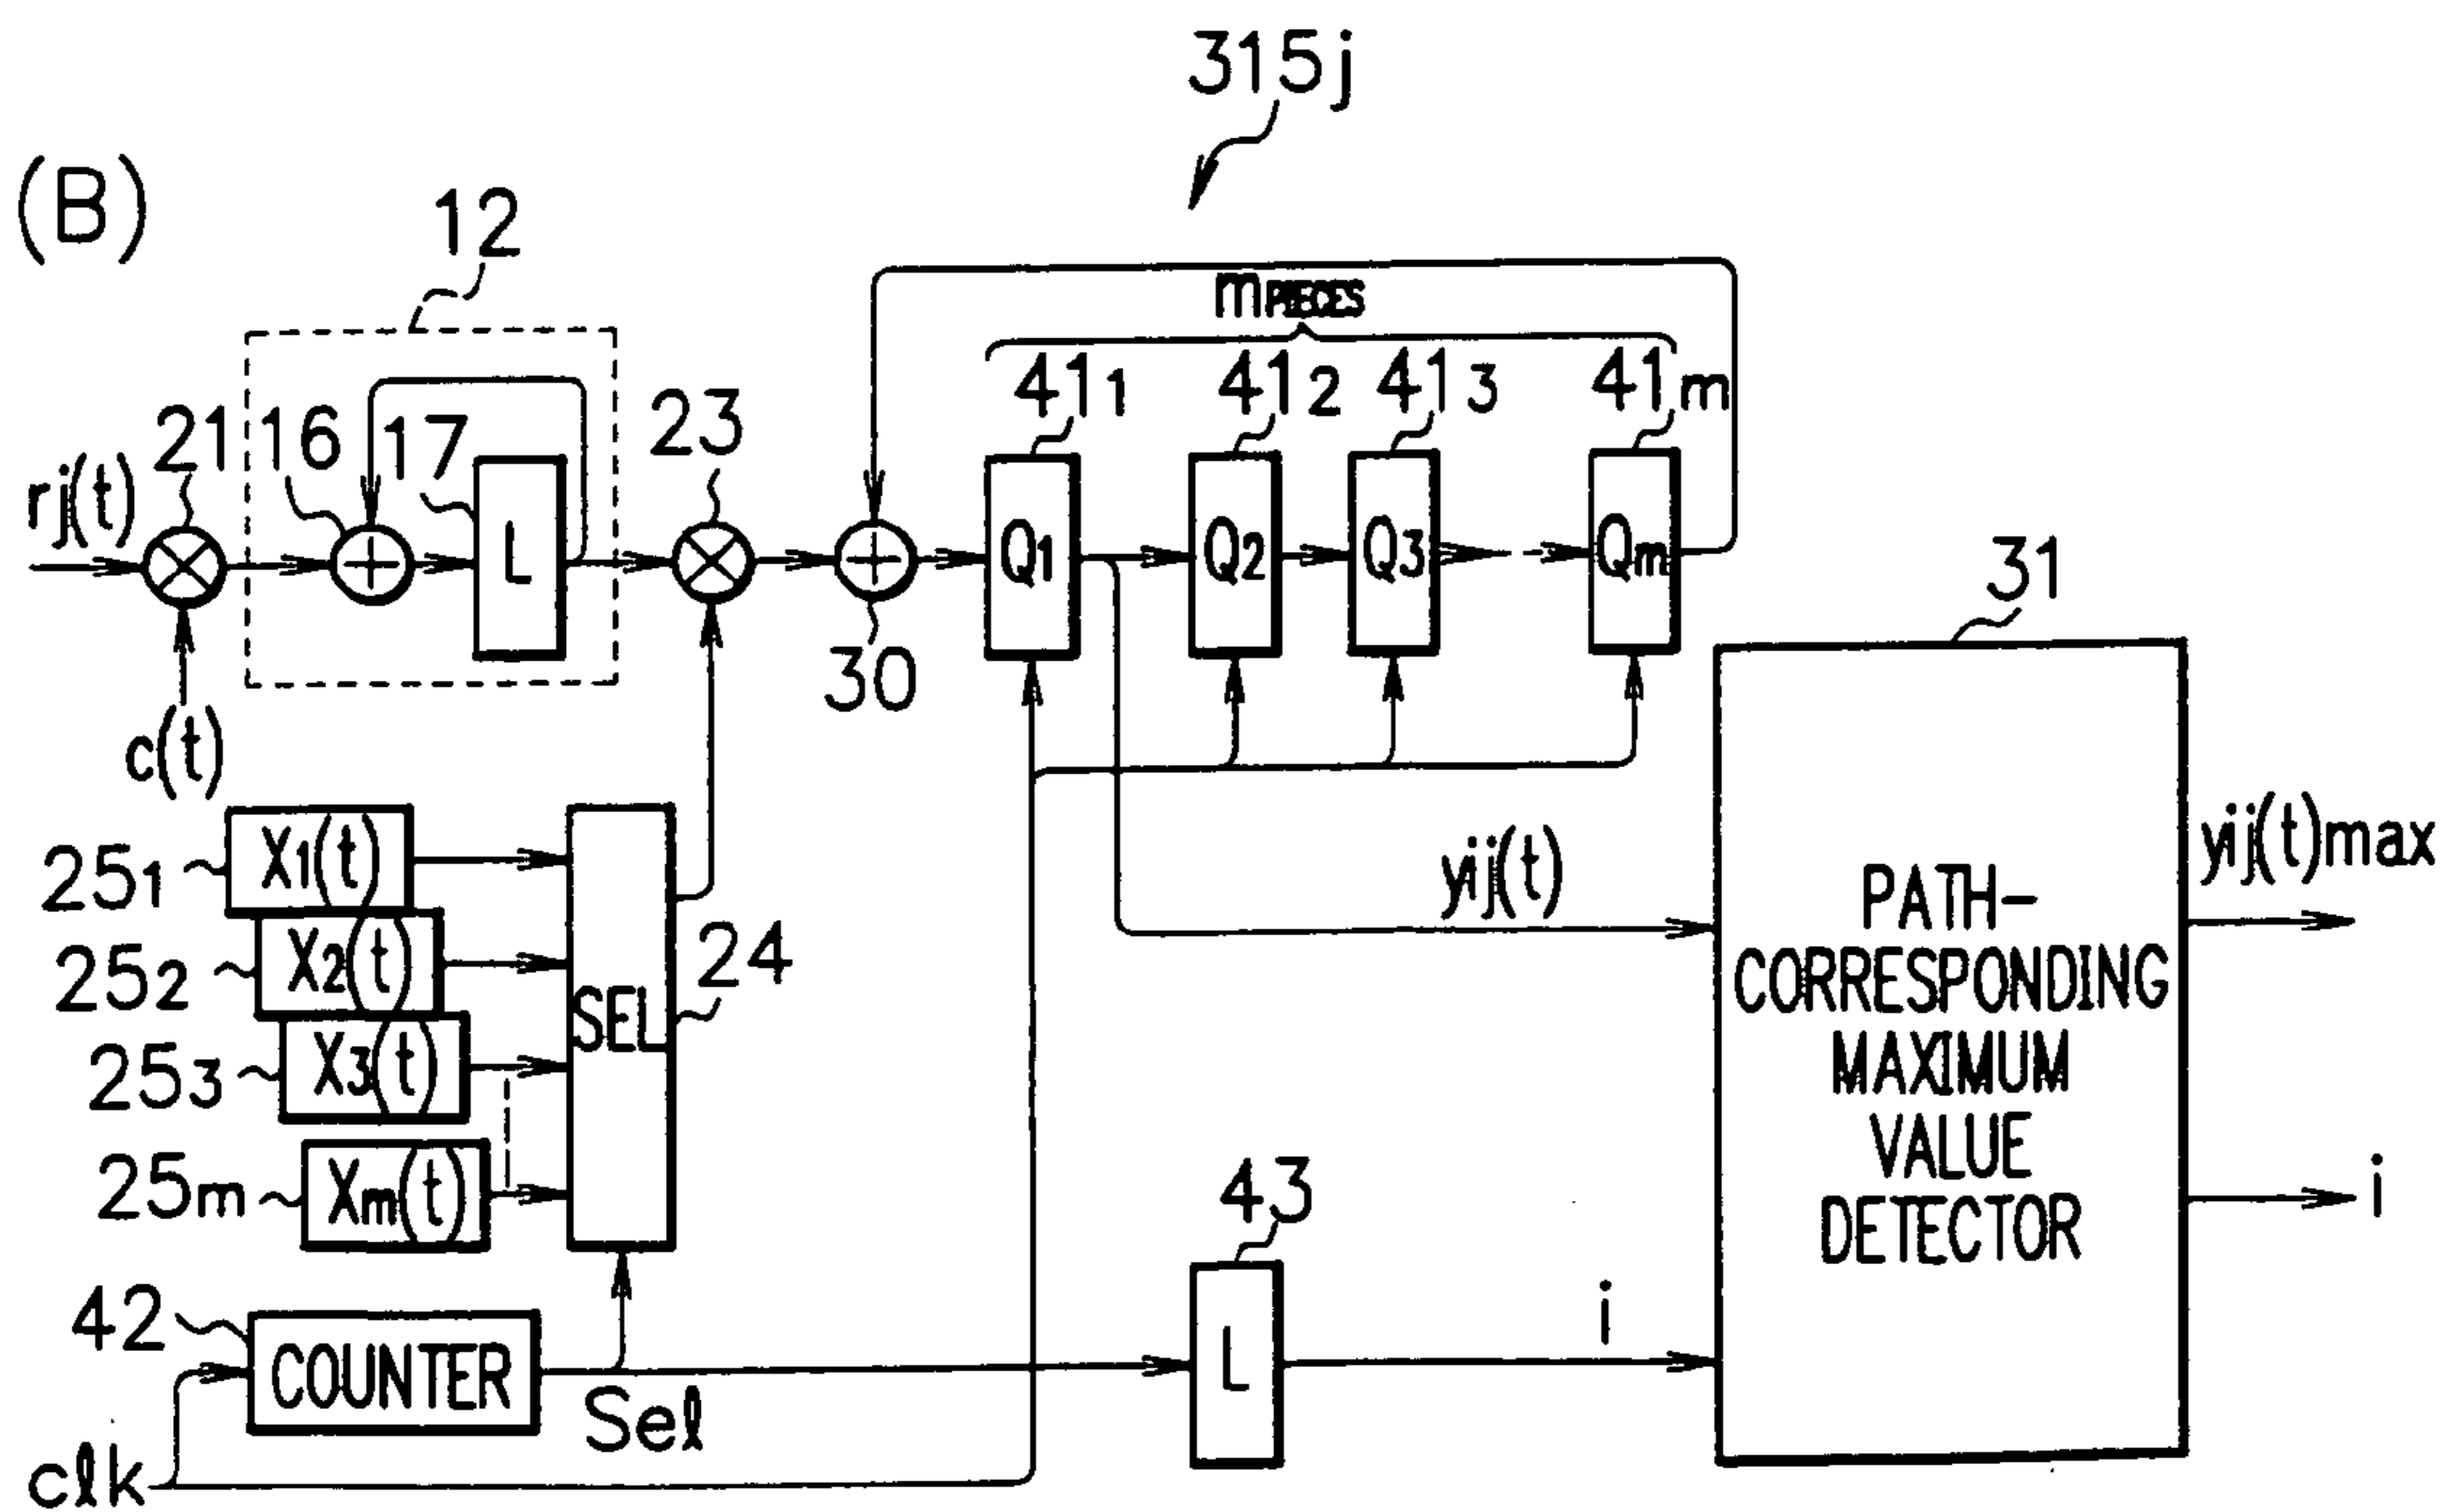 315j
(B)
12
m PIECES
411
412
413
41m
21
16
17
23
rj(t)
L
Q1
Q2
Q3
Qm
31
30
c(t)
X1(t)
251
yij(t)
yij(t)max
PATH-
CORRESPONDING
MAXIMUM
VALUE
DETECTOR
X2(t)
252
24
SEL
X3(t)
253
Xm(t)
25m
43
i
42
COUNTER
L
i
Sel
clk